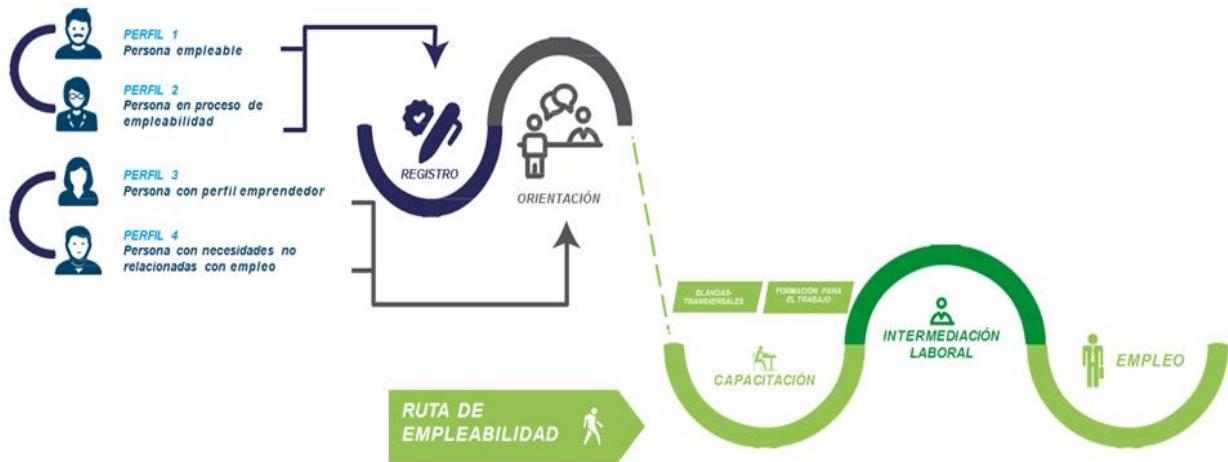 PERFIL 1
Persona empleable
PERFIL 2
Persona en proceso de
empleabilidad
PERFIL 3
Persona con perfil emprendedor
PERFIL 4
Persona con necesidades no
relacionadas con empleo
REGISTRO
ORIENTACIÓN
BLANDAS-
TRANSVERSALES
FORMACIÓN PARA
EL TRABAJO
CAPACITACIÓN
INTERMEDIACIÓN
LABORAL
EMPLEO
RUTA DE
EMPLEABILIDAD